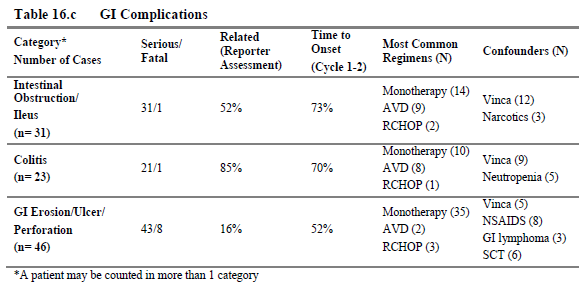 Table 16.c GI Complications
Category* Serious/ Related Time to Most Common Confounders (N)
Number of Cases Fatal (Reporter Onset Regimens (N)
Assessment) (Cycle 1-2)
Intestinal
Obstruction/
Ileus
(n= 31)
31/1
52%
73%
Monotherapy (14)
AVD (9)
RCHOP (2)
Vinca (12)
Narcotics (3)
Colitis
(n= 23)
21/1
85%
70%
Monotherapy (10)
AVD (8)
RCHOP (1)
Vinca (9)
Neutropenia (5)
GI Erosion/Ulcer/
Perforation
(n= 46)
43/8
16%
52%
Monotherapy (35)
AVD (2)
RCHOP (3)
Vinca (5)
NSAIDS (8)
GI lymphoma (3)
SCT (6)
*A patient may be counted in more than 1 category